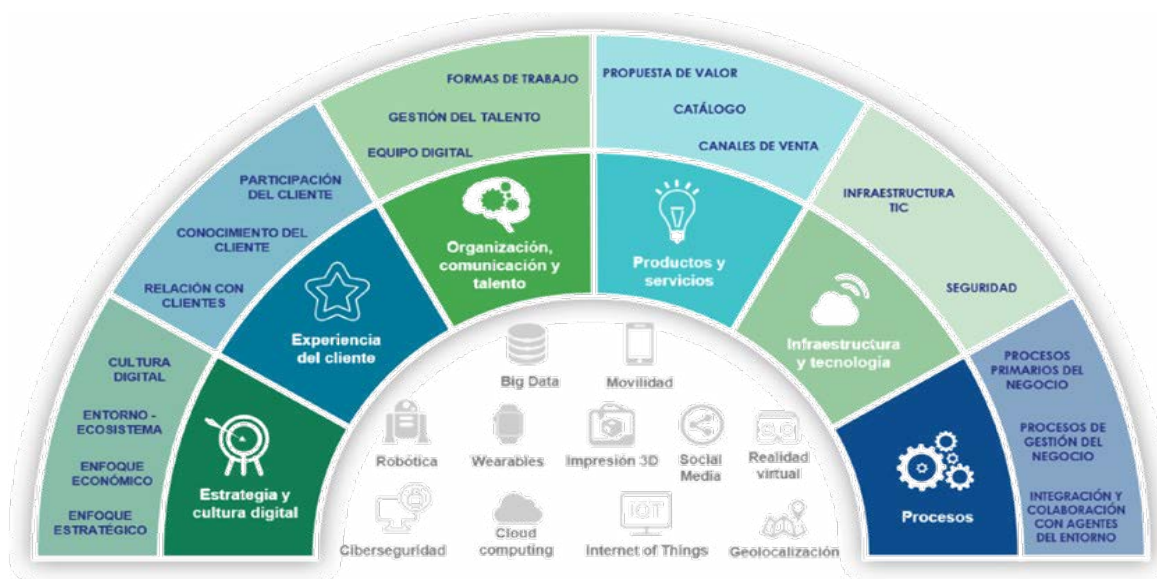 FORMAS DE TRABAJO
GESTIÓN DEL TALENTO
EQUIPO DIGITAL
PROPUESTA DE VALOR
CATÁLOGO
CANALES DE VENTA
PARTICIPACIÓN
DEL CLIENTE
CONOCIMIENTO DEL
CLIENTE
RELACIÓN CON
CLIENTES
INFRAESTRUCTURA
TIC
SEGURIDAD
CULTURA
DIGITAL
ENTORNO -
ECOSISTEMA
ENFOQUE
ECONÓMICO
ENFOQUE
ESTRATÉGICO
PROCESOS
PRIMARIOS DEL
NEGOCIO
PROCESOS DE
GESTIÓN DEL
NEGOCIO
INTEGRACIÓN Y
COLABORACIÓN
CON AGENTES
DEL ENTORNO
Estrategia y
cultura digital
Experiencia
del cliente
Organización,
comunicación y
talento
Productos y
servicios
Infraestructura
y tecnología
Procesos
Big Data
Movilidad
Robótica
Wearables
Impresión 3D
Social
Media
Realidad
virtual
Ciberseguridad
Cloud
computing
IOT
Internet of Things
Geolocalización